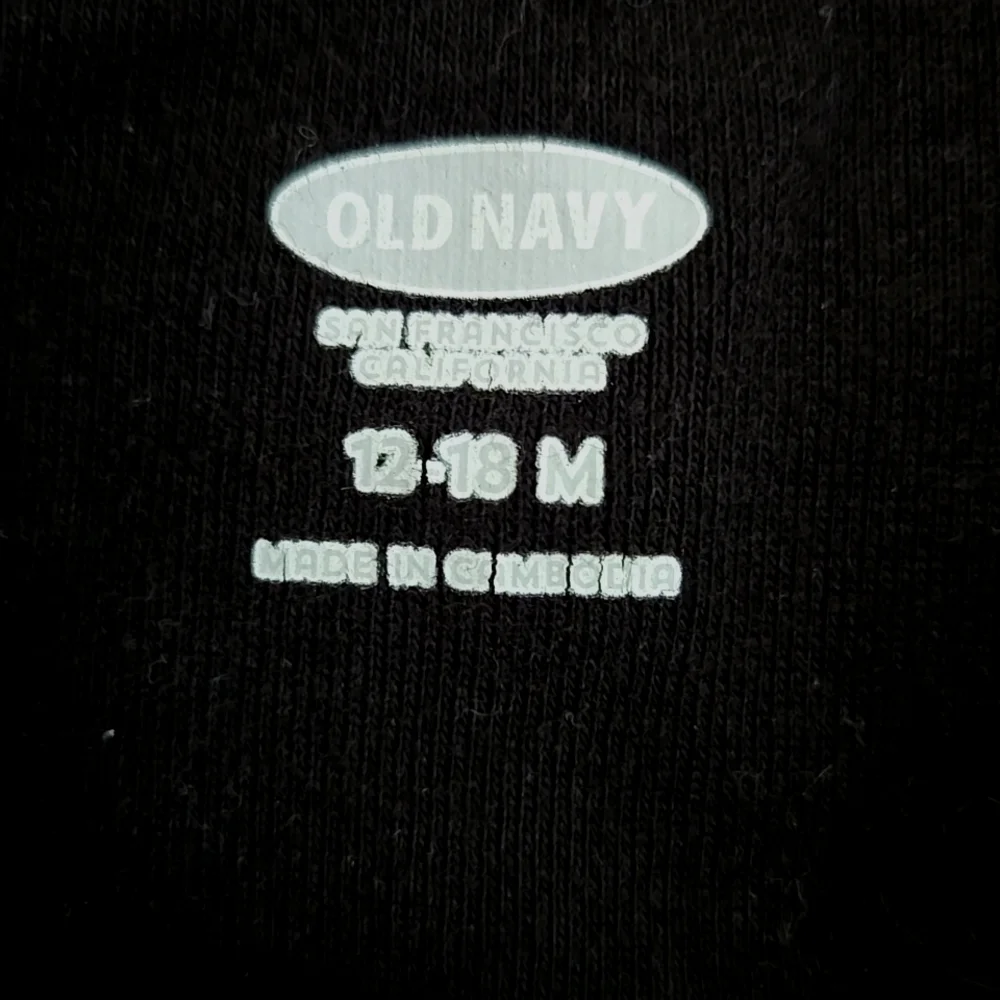 OLD NAVY
SAN FRANCISCO
CALIFORNIA
12-18 M
MADE IN CAMBODIA